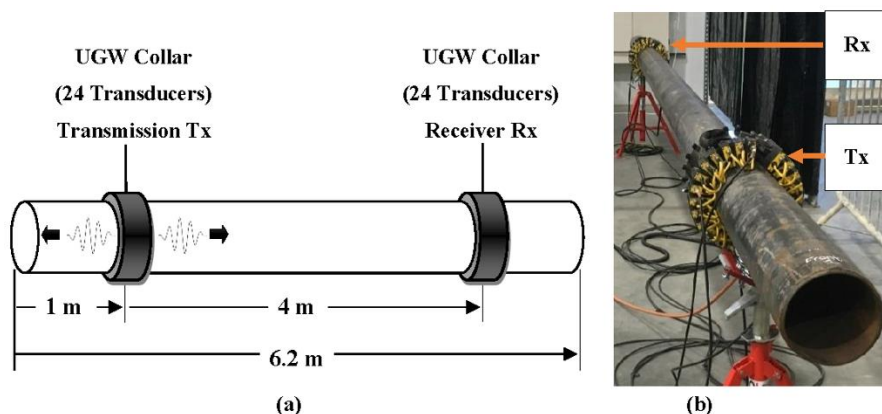 UGW Collar
(24 Transducers)
Transmission Tx
UGW Collar
(24 Transducers)
Receiver Rx
1 m
4 m
6.2 m
(a)
Rx
Tx
(b)